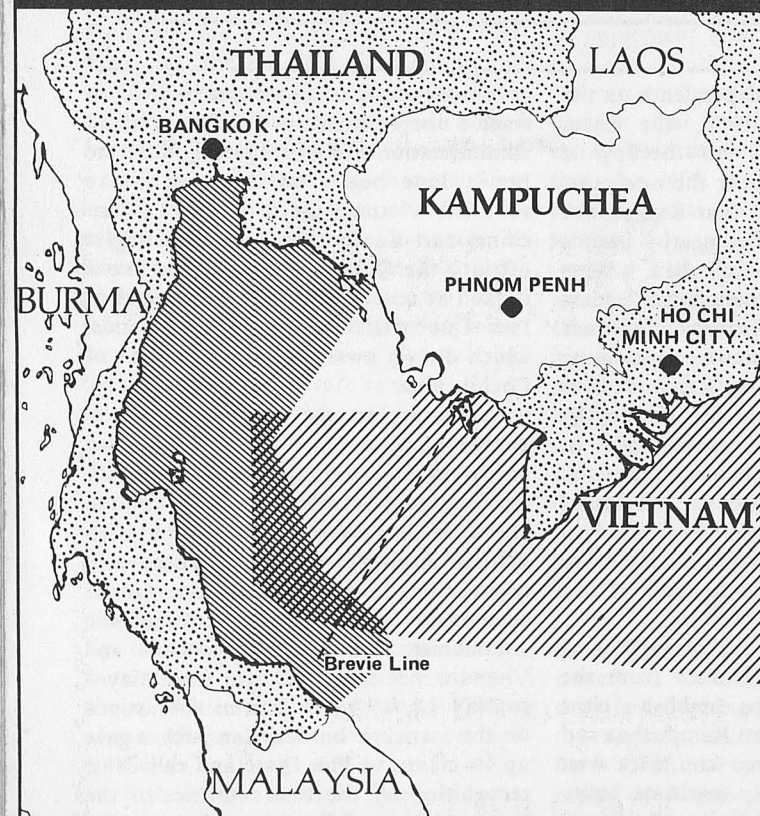 THAILAND
LAOS
BANGKOK
KAMPUCHEA
PHNOM PENH
BURMA
HO CHI
MINH CITY
VIETNAM
Brevie Line
MALAYSIA